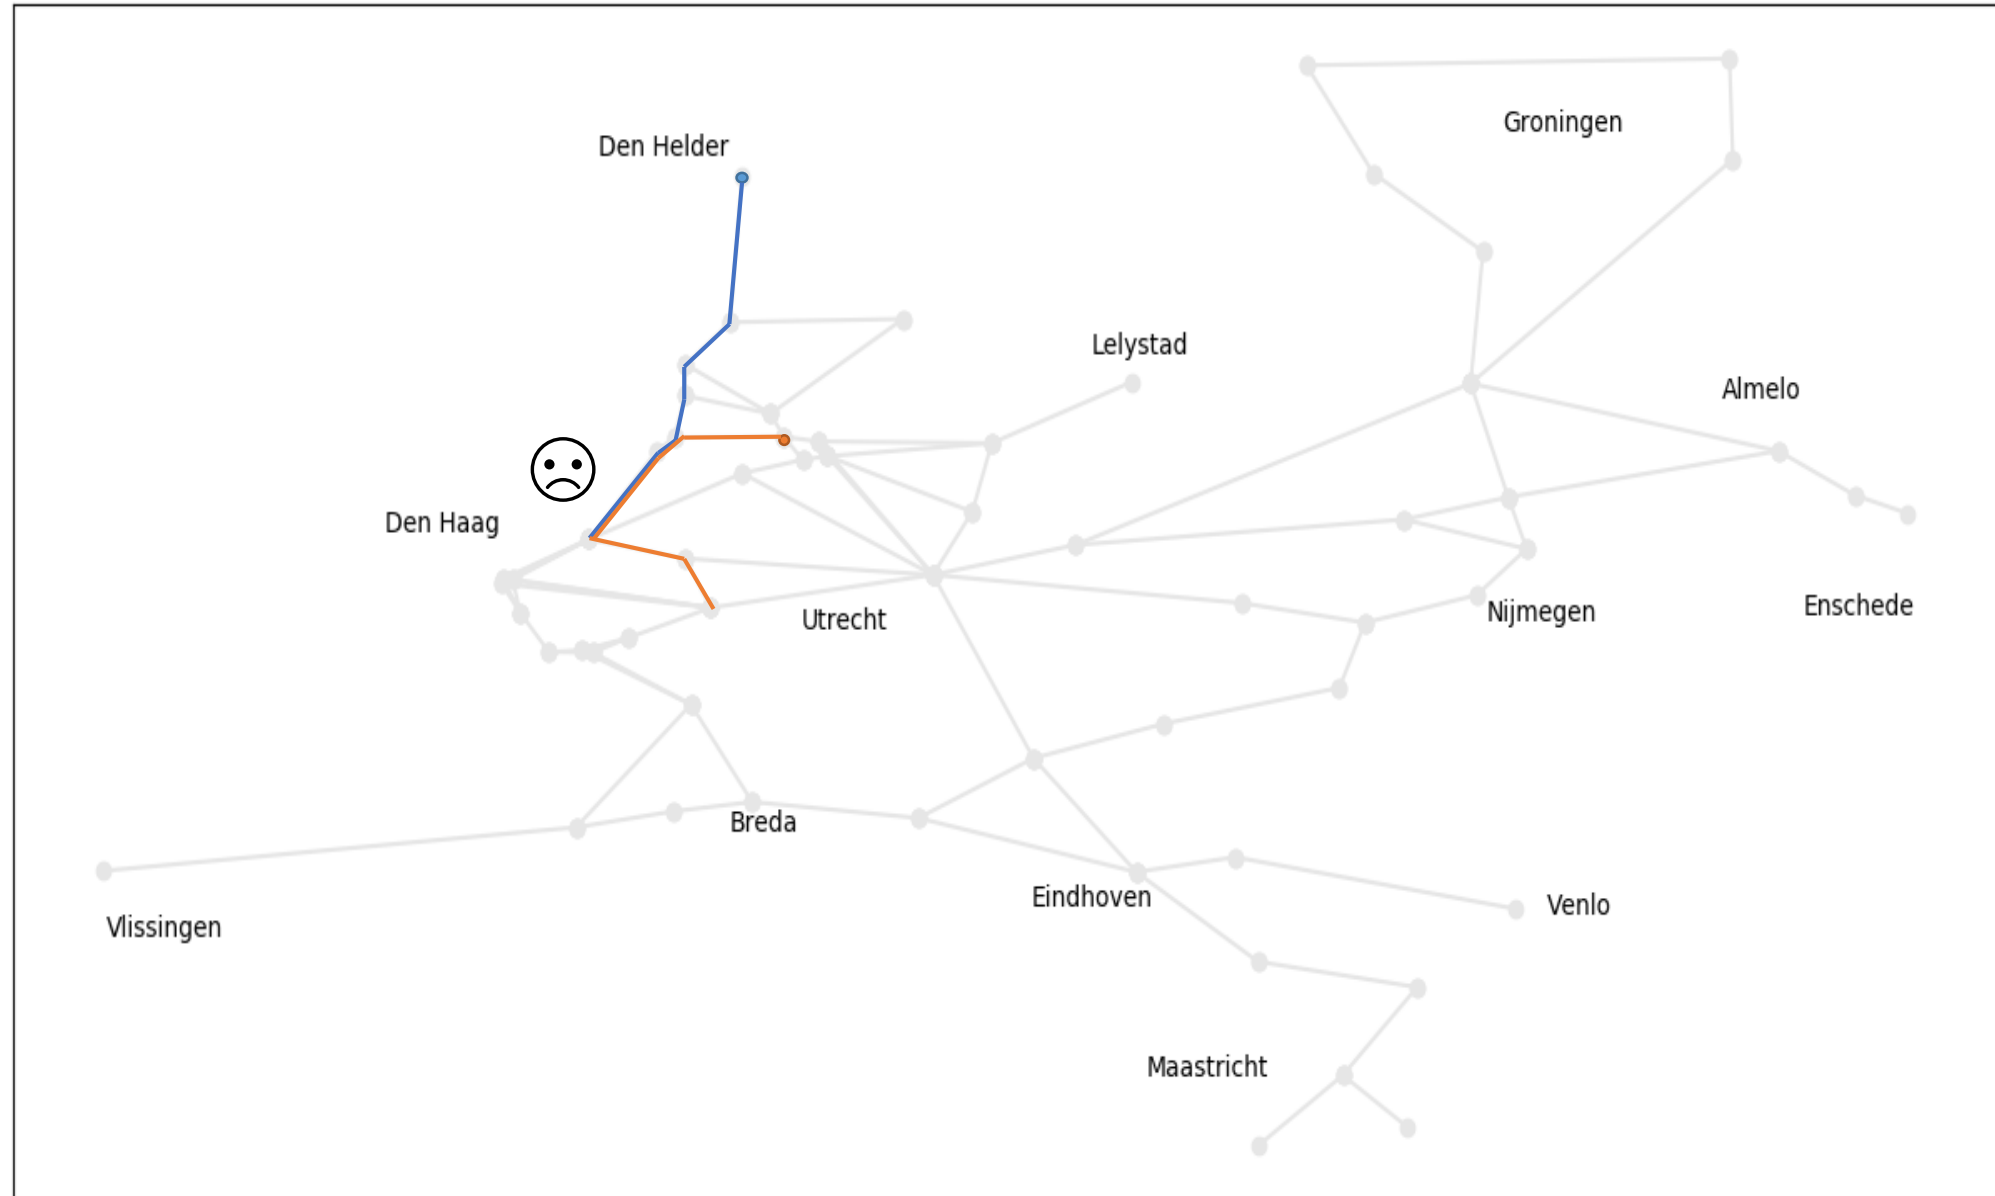 Groningen
Den Helder
Lelystad
Almelo
Den Haag
Enschede
Nijmegen
Utrecht
Breda
Eindhoven
Venlo
Vlissingen
Maastricht